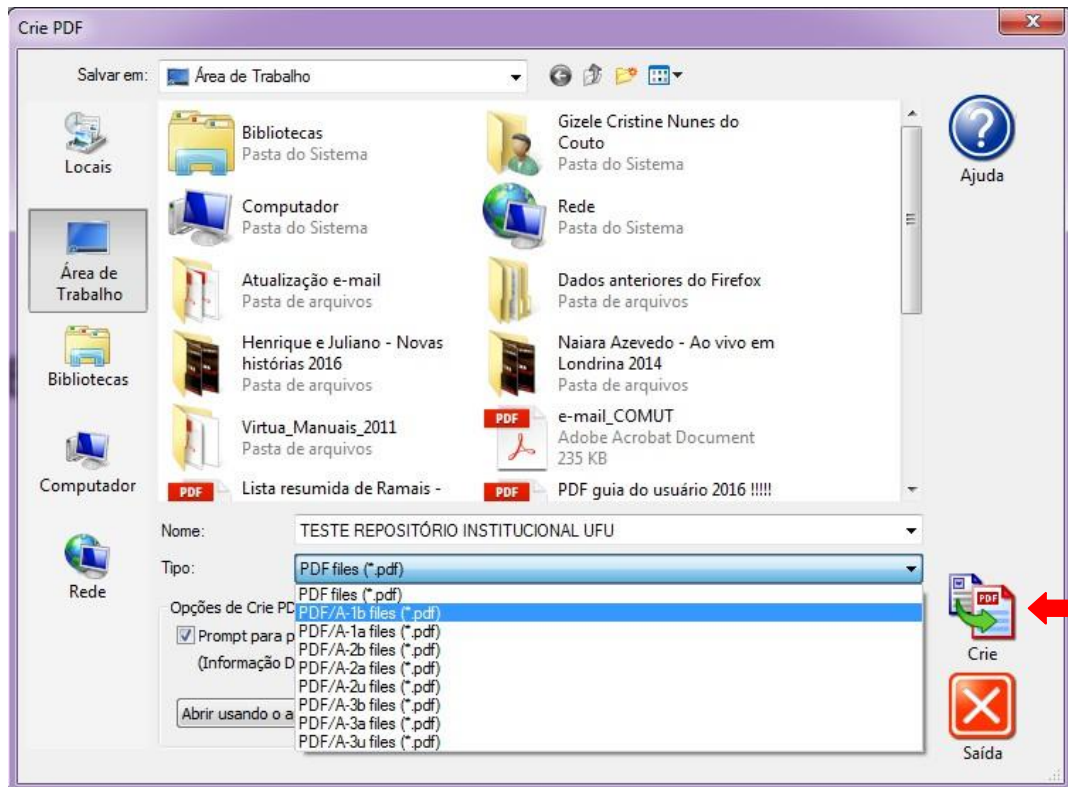 Crie PDF
Salvar em:
Área de Trabalho
Locais
Área de
Trabalho
Bibliotecas
Computador
Rede
Bibliotecas
Pasta do Sistema
Gizele Cristine Nunes do
Couto
Pasta do Sistema
Computador
Pasta do Sistema
Rede
Pasta do Sistema
Atualização e-mail
Pasta de arquivos
Dados anteriores do Firefox
Pasta de arquivos
Henrique e Juliano - Novas
histórias 2016
Pasta de arquivos
Naiara Azevedo - Ao vivo em
Londrina 2014
Pasta de arquivos
Virtua_Manuais_2011
Pasta de arquivos
PDF
e-mail_COMUT
Adobe Acrobat Document
235 KB
PDF
Lista resumida de Ramais -
PDF
PDF guia do usuário 2016 !!!!!
Ajuda
Nome:
TESTE REPOSITÓRIO INSTITUCIONAL UFU
Tipo:
PDF files (*.pdf)
PDF files (*.pdf)
PDF/A-1b files (*.pdf)
PDF/A-1a files (*.pdf)
PDF/A-2b files (*.pdf)
PDF/A-2a files (*.pdf)
PDF/A-2u files (*.pdf)
PDF/A-3b files (*.pdf)
PDF/A-3a files (*.pdf)
PDF/A-3u files (*.pdf)
Opções de Crie PD
Prompt para p
(Informação D
Abrir usando o a
W
PDF
Crie
Saída